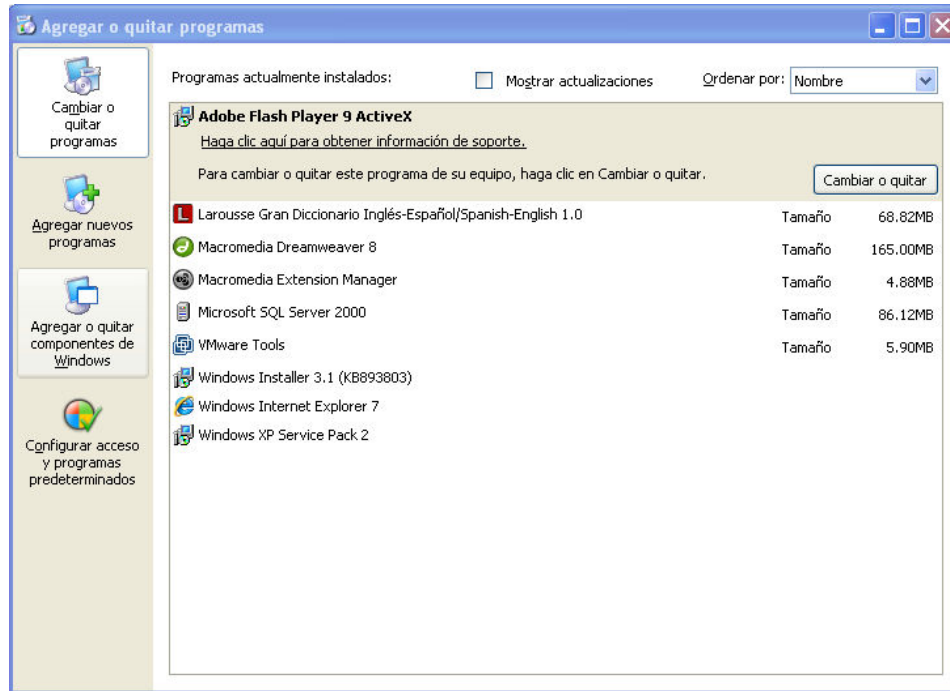 Agregar o quitar programas
Cambiar o
quitar
programas
Agregar nuevos
programas
Agregar o quitar
componentes de
Windows
Configurar acceso
y programas
predeterminados
Programas actualmente instalados:
Mostrar actualizaciones
Ordenar por: Nombre
Adobe Flash Player 9 ActiveX
Haga clic aquí para obtener información de soporte.
Para cambiar o quitar este programa de su equipo, haga clic en Cambiar o quitar.
Cambiar o quitar
Larousse Gran Diccionario Inglés-Español/Spanish-English 1.0 Tamaño 68.82MB
Macromedia Dreamweaver 8 Tamaño 165.00MB
Macromedia Extension Manager Tamaño 4.88MB
Microsoft SQL Server 2000 Tamaño 86.12MB
VMware Tools Tamaño 5.90MB
Windows Installer 3.1 (KB893803)
Windows Internet Explorer 7
Windows XP Service Pack 2